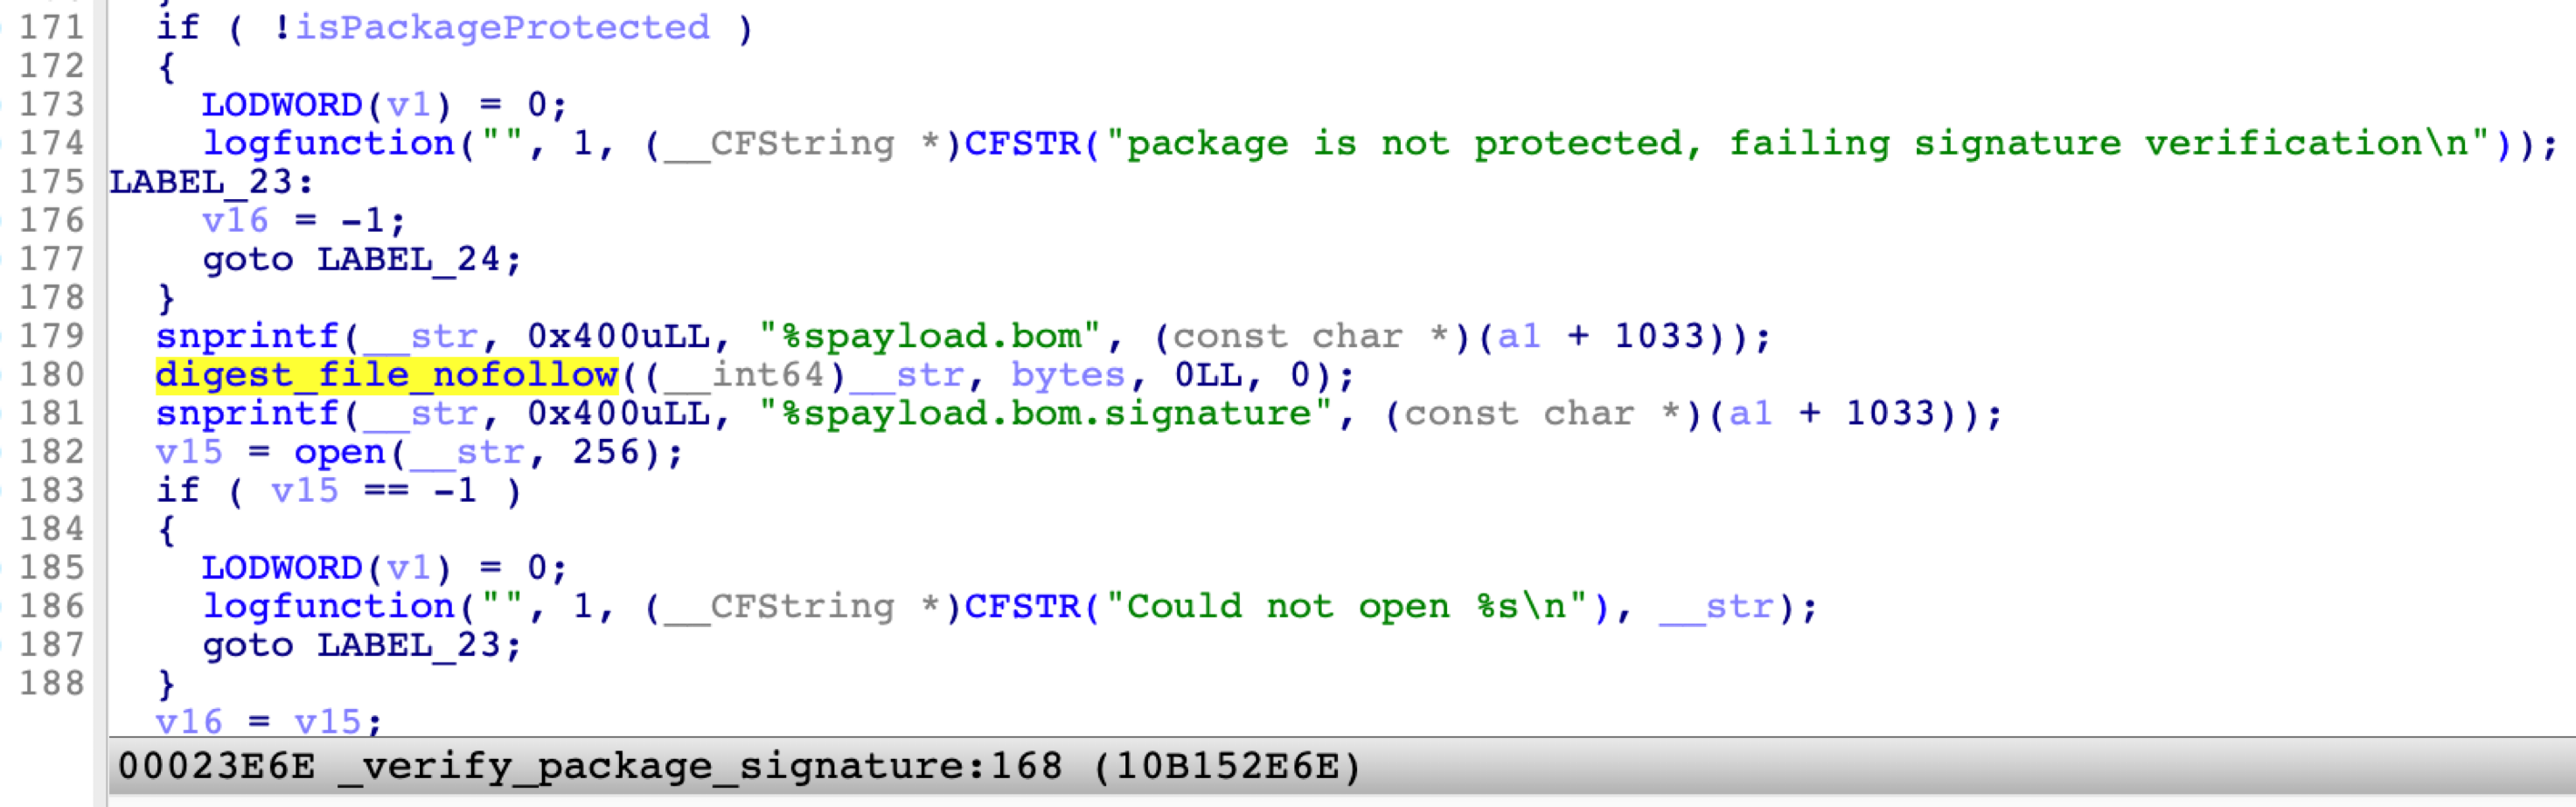 171 if ( !isPackageProtected )
172 {
173 LODWORD(v1) = 0;
174 logfunction("", 1, (__CFString *)CFSTR("package is not protected, failing signature verification\n"));
175 LABEL_23:
176 v16 = -1;
177 goto LABEL_24;
178 }
179 snprintf(__str, 0x400uLL, "%spayload.bom", (const char *)(a1 + 1033));
180 digest_file_nofollow((__int64)__str, bytes, 0LL, 0);
181 snprintf(__str, 0x400uLL, "%spayload.bom.signature", (const char *)(a1 + 1033));
182 v15 = open(__str, 256);
183 if ( v15 == -1 )
184 {
185 LODWORD(v1) = 0;
186 logfunction("", 1, (__CFString *)CFSTR("Could not open %s\n"), __str);
187 goto LABEL_23;
188 }
v16 = v15;
00023E6E _verify_package_signature:168 (10B152E6E)